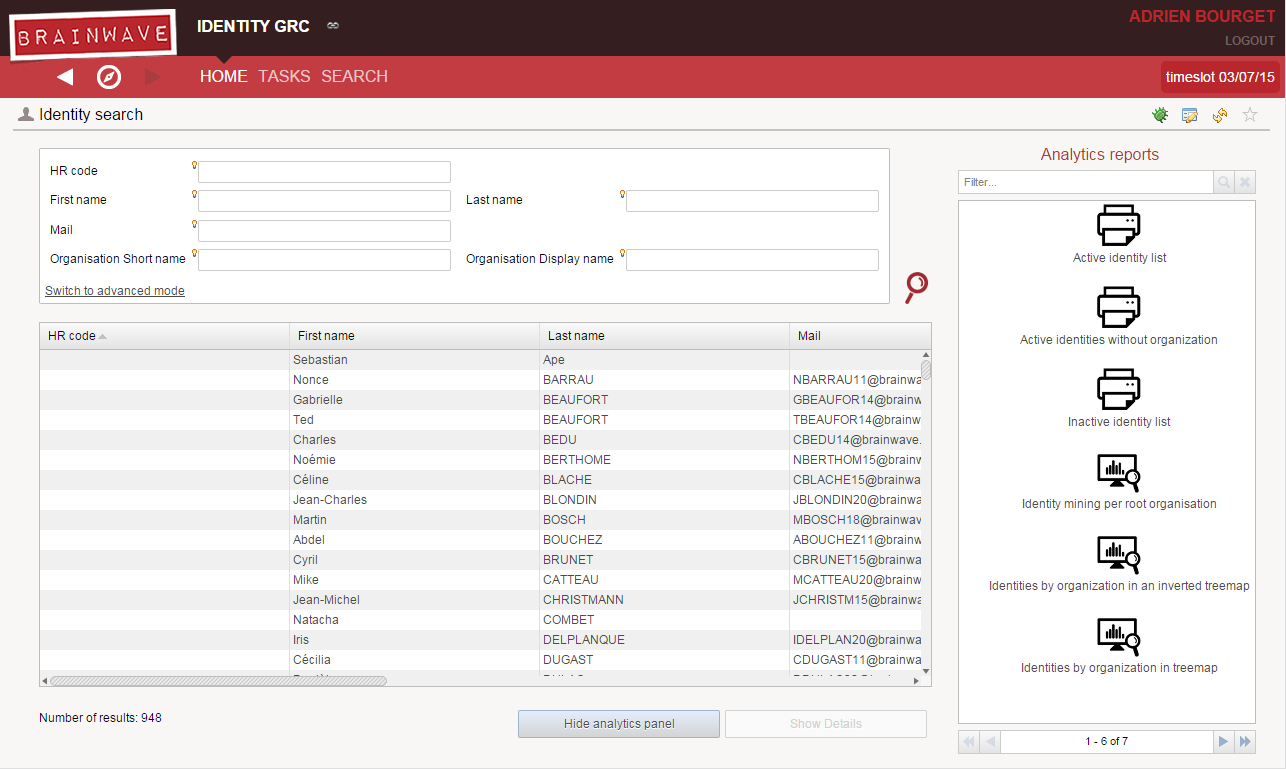 BRAINWAVE
IDENTITY GRC
ADRIEN BOURGET
LOGOUT
HOME TASKS SEARCH
timeslot 03/07/15
Identity search
HR code
First name
Last name
Mail
Organisation Short name
Organisation Display name
Switch to advanced mode
HR code First name Last name Mail
Sebastian Ape
Nonce BARRAU NBARRAU11@brainwa
Gabrielle BEAUFORT GBEAUFOR14@brainw
Ted BEAUFORT TBEAUFOR14@brainw
Charles BEDU CBEDU14@brainwave.
Noémie BERTHOME NBERTHOM15@brainw
Céline BLACHE CBLACHE15@brainwa
Jean-Charles BLONDIN JBLONDIN20@brainwa
Martin BOSCH MBOSCH18@brainwav
Abdel BOUCHEZ ABOUCHEZ11@brainw
Cyril BRUNET CBRUNET15@brainwa
Mike CATTEAU MCATTEAU20@brainw
Jean-Michel CHRISTMANN JCHRISTM15@brainwa
Natacha COMBET
Iris DELPLANQUE IDELPLAN20@brainwa
Cécilia DUGAST CDUGAST11@brainwa
Number of results: 948
Hide analytics panel
Show Details
Analytics reports
Filter...
Active identity list
Active identities without organization
Inactive identity list
Identity mining per root organisation
Identities by organization in an inverted treemap
Identities by organization in treemap
1 - 6 of 7